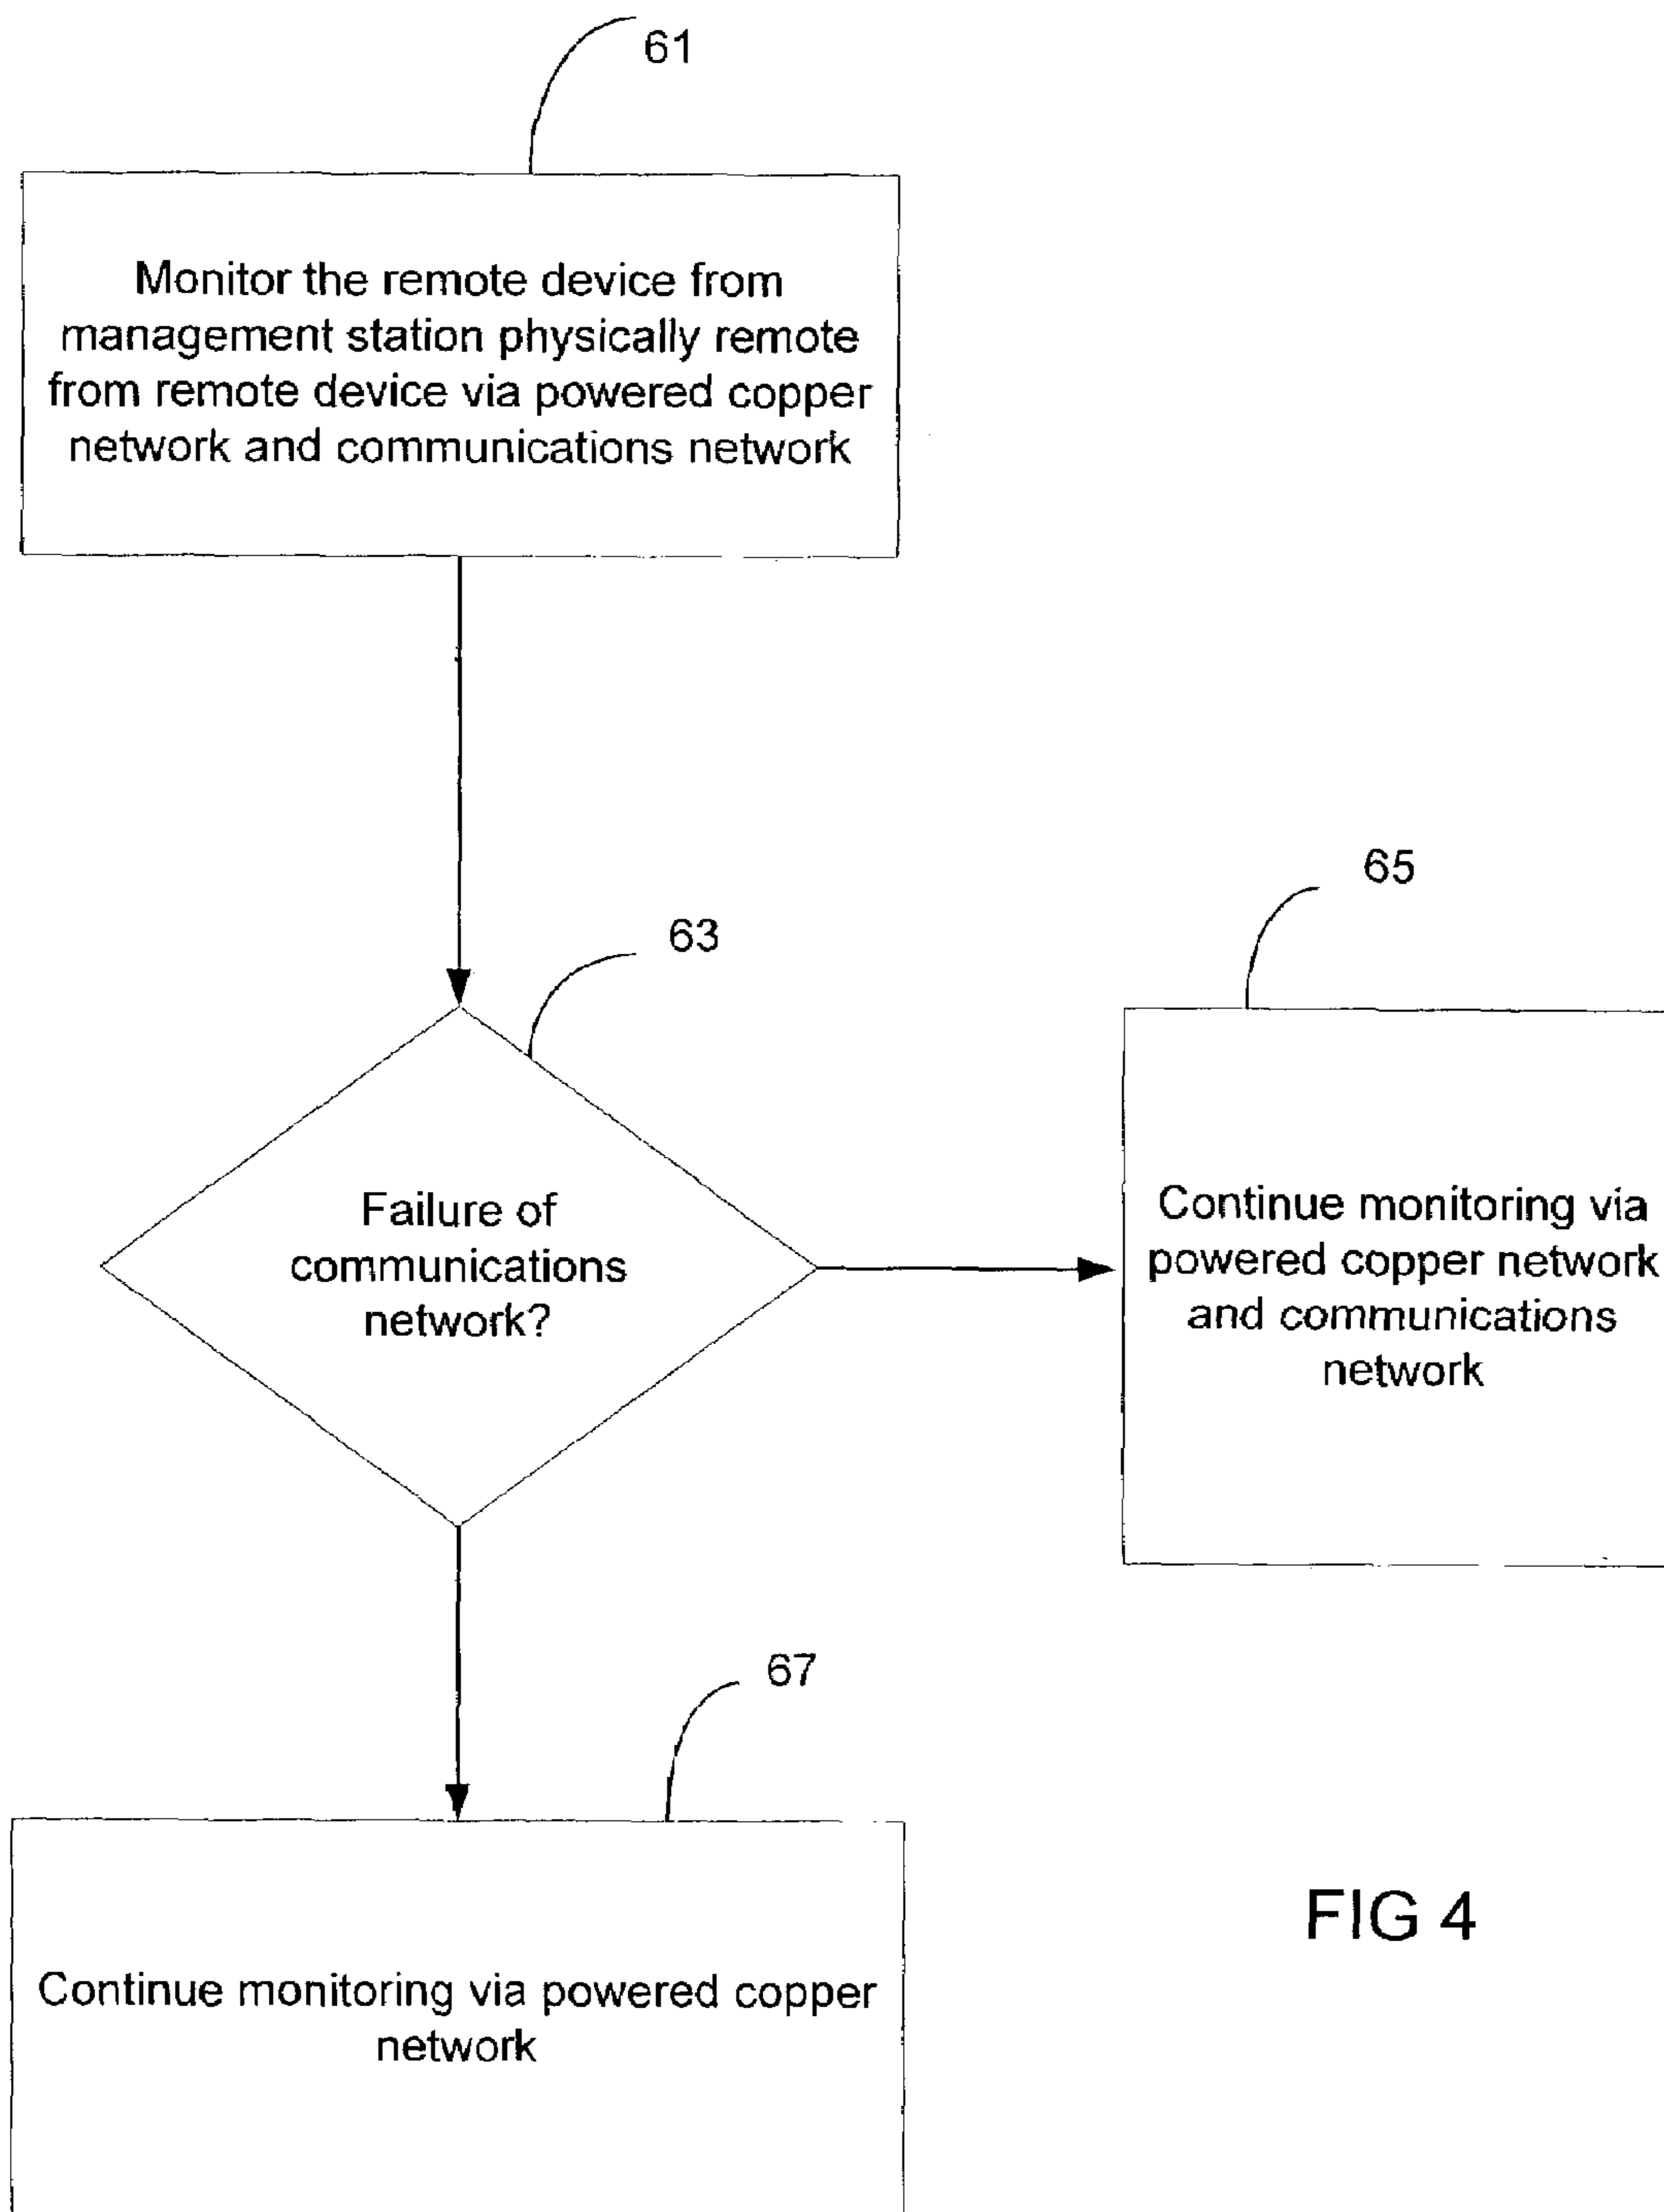 61
Monitor the remote device from
management station physically remote
from remote device via powered copper
network and communications network
63
Failure of
communications
network?
65
Continue monitoring via
powered copper network
and communications
network
67
Continue monitoring via powered copper
network
FIG 4